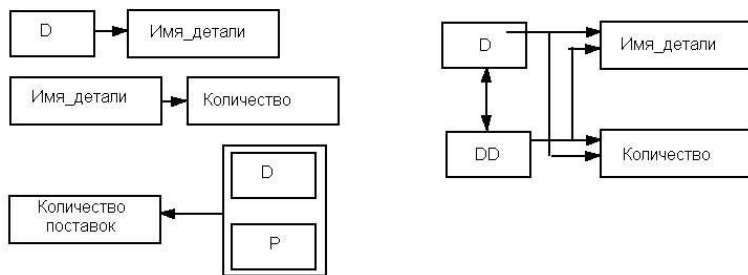 D
Имя_детали
Имя_детали
Количество
Количество
поставок
D
P
D
Имя_детали
DD
Количество